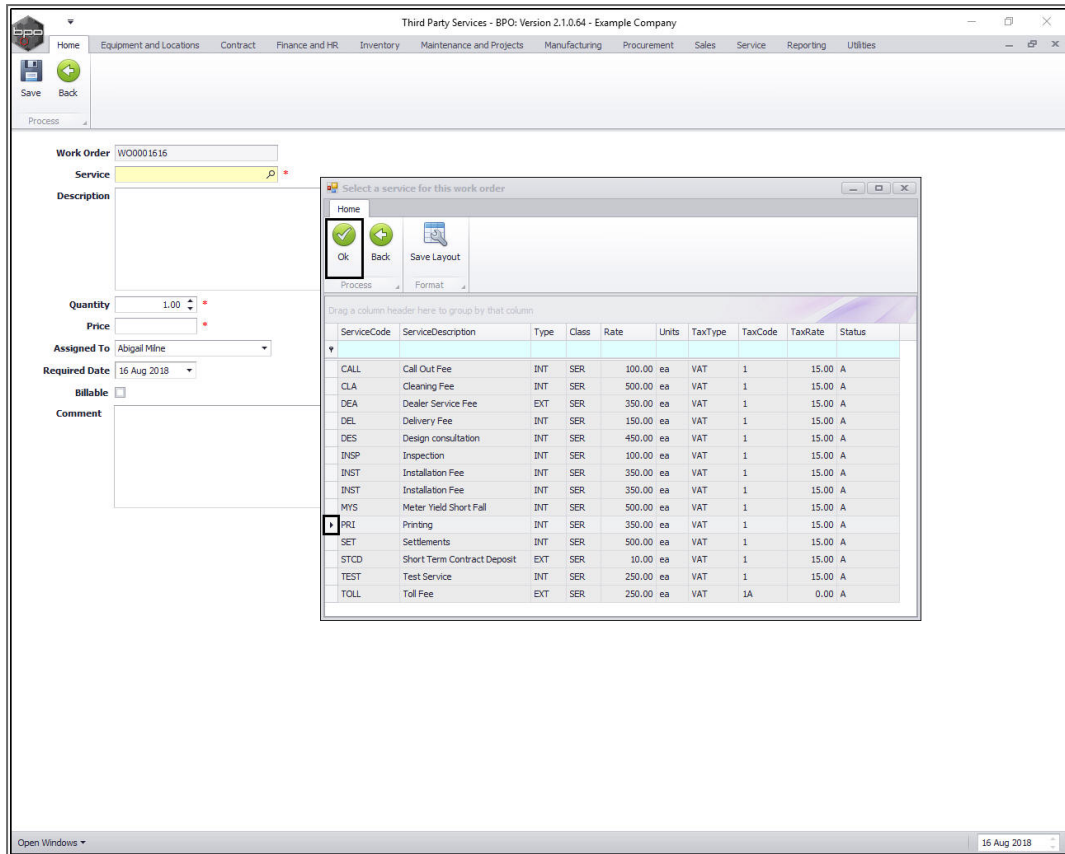 Third Party Services - BPO: Version 2.1.0.64 - Example Company
bpo
Home Equipment and Locations Contract Finance and HR Inventory Maintenance and Projects Manufacturing Procurement Sales Service Reporting Utilities
Save Back
Process
Work Order WO0001616
Service *
Description
Quantity 1.00 *
Price *
Assigned To Abigail Milne
Required Date 16 Aug 2018
Billable
Comment
Select a service for this work order
Home
Ok Back Save Layout
Process Format
Drag a column header here to group by that column
ServiceCode ServiceDescription Type Class Rate Units TaxType TaxCode TaxRate Status
CALL Call Out Fee INT SER 100.00 ea VAT 1 15.00 A
CLA Cleaning Fee INT SER 500.00 ea VAT 1 15.00 A
DEA Dealer Service Fee EXT SER 350.00 ea VAT 1 15.00 A
DEL Delivery Fee INT SER 150.00 ea VAT 1 15.00 A
DES Design consultation INT SER 450.00 ea VAT 1 15.00 A
INSP Inspection INT SER 100.00 ea VAT 1 15.00 A
INST Installation Fee INT SER 350.00 ea VAT 1 15.00 A
INST Installation Fee INT SER 350.00 ea VAT 1 15.00 A
MYS Meter Yield Short Fall INT SER 500.00 ea VAT 1 15.00 A
PRI Printing INT SER 350.00 ea VAT 1 15.00 A
SET Settlements INT SER 500.00 ea VAT 1 15.00 A
STCD Short Term Contract Deposit EXT SER 10.00 ea VAT 1 15.00 A
TEST Test Service INT SER 250.00 ea VAT 1 15.00 A
TOLL Toll Fee EXT SER 250.00 ea VAT 1A 0.00 A
Open Windows 16 Aug 2018